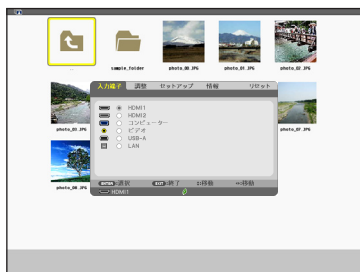 ..
sample_folder
photo_00.JPG
photo_01.JPG
photo_02.JPG
入力端子 調整 セットアップ 情報 リセット
HDMI1
HDMI2
コンピューター
ビデオ
USB-A
LAN
photo_03.JPG
photo_07.JPG
photo_08.JPG
ENTER :選択 EXIT :終了 :移動 :移動
HDMI1